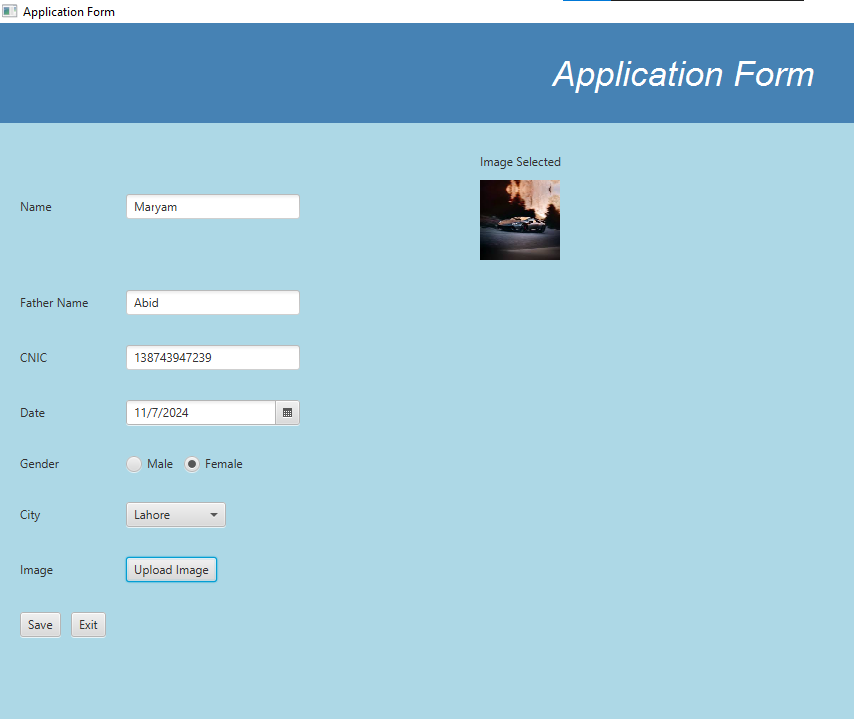 Application Form
Application Form
Image Selected
Name Maryam
Father Name Abid
CNIC 138743947239
Date 11/7/2024
Gender Male Female
City Lahore
Image Upload Image
Save Exit